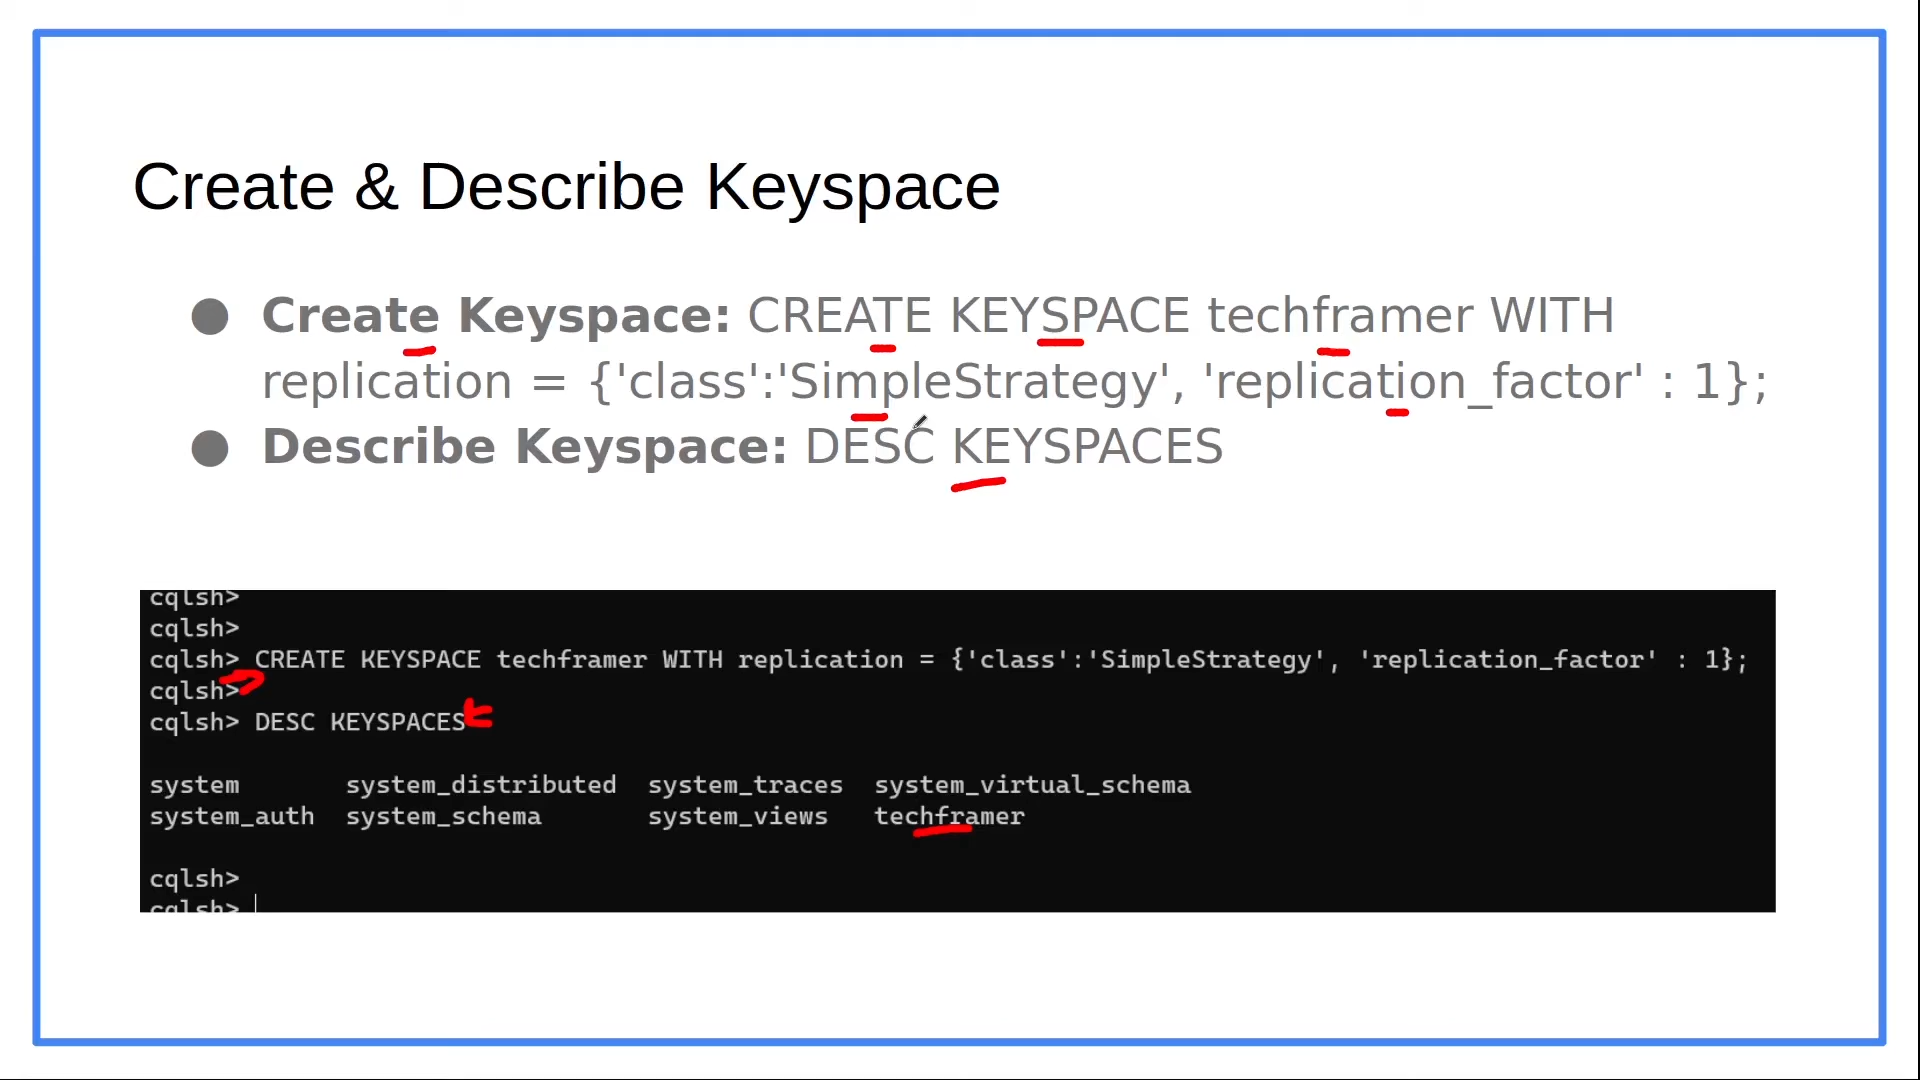 Create & Describe Keyspace
● Create Keyspace: CREATE KEYSPACE techframer WITH
replication = {'class':'SimpleStrategy', 'replication_factor' : 1};
● Describe Keyspace: DESC KEYSPACES
cqlsh>
cqlsh>
cqlsh> CREATE KEYSPACE techframer WITH replication = {'class':'SimpleStrategy', 'replication_factor' : 1};
cqlsh>
cqlsh> DESC KEYSPACES
system system_distributed system_traces system_virtual_schema
system_auth system_schema system_views techframer
cqlsh>
cqlsh>